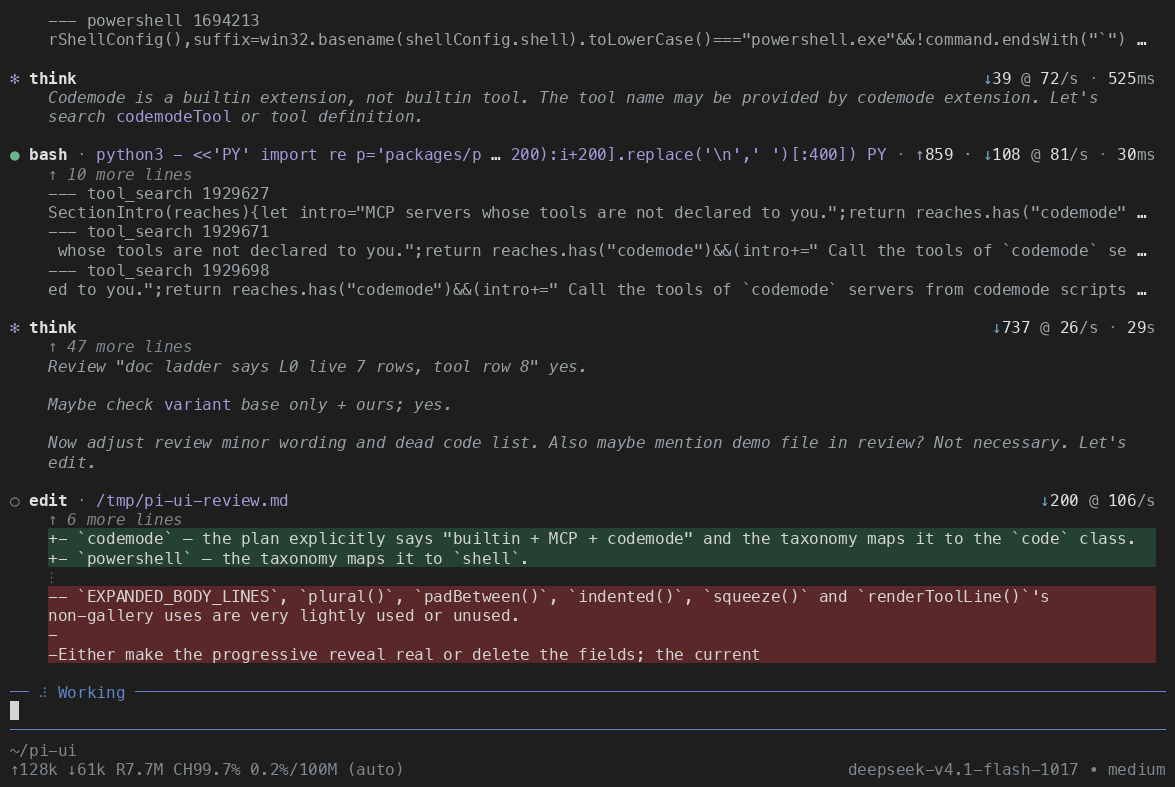 --- powershell 1694213
rShellConfig(),suffix=win32.basename(shellConfig.shell).toLowerCase()==="powershell.exe"&&!command.endsWith("`") …
✻ think ↓39 @ 72/s · 525ms
Codemode is a builtin extension, not builtin tool. The tool name may be provided by codemode extension. Let's
search codemodeTool or tool definition.
● bash · python3 - <<'PY' import re p='packages/p … 200):i+200].replace('\n',' ')[:400]) PY · ↑859 · ↓108 @ 81/s · 30ms
↑ 10 more lines
--- tool_search 1929627
SectionIntro(reaches){let intro="MCP servers whose tools are not declared to you.";return reaches.has("codemode" …
--- tool_search 1929671
whose tools are not declared to you.";return reaches.has("codemode")&&(intro+=" Call the tools of `codemode` se …
--- tool_search 1929698
ed to you.";return reaches.has("codemode")&&(intro+=" Call the tools of `codemode` servers from codemode scripts …
✻ think ↓737 @ 26/s · 29s
↑ 47 more lines
Review "doc ladder says L0 live 7 rows, tool row 8" yes.
Maybe check variant base only + ours; yes.
Now adjust review minor wording and dead code list. Also maybe mention demo file in review? Not necessary. Let's
edit.
○ edit · /tmp/pi-ui-review.md ↓200 @ 106/s
↑ 6 more lines
+- `codemode` — the plan explicitly says "builtin + MCP + codemode" and the taxonomy maps it to the `code` class.
+- `powershell` — the taxonomy maps it to `shell`.
⋮
-- `EXPANDED_BODY_LINES`, `plural()`, `padBetween()`, `indented()`, `squeeze()` and `renderToolLine()`'s
non-gallery uses are very lightly used or unused.
-
-Either make the progressive reveal real or delete the fields; the current
Working
~/pi-ui
↑128k ↓61k R7.7M CH99.7% 0.2%/100M (auto) deepseek-v4.1-flash-1017 • medium